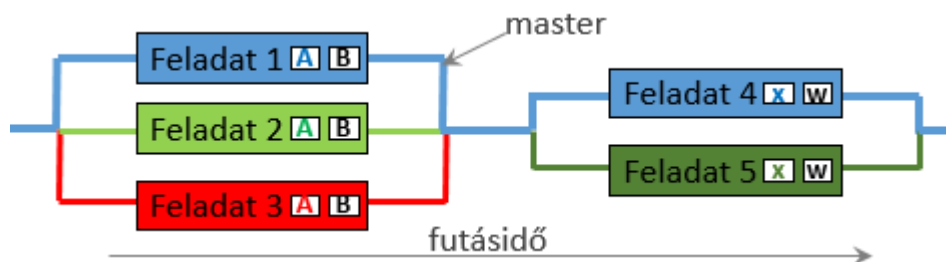 master
Feladat 1 A B
Feladat 2 A B
Feladat 3 A B
Feladat 4 x w
Feladat 5 x w
futásidő